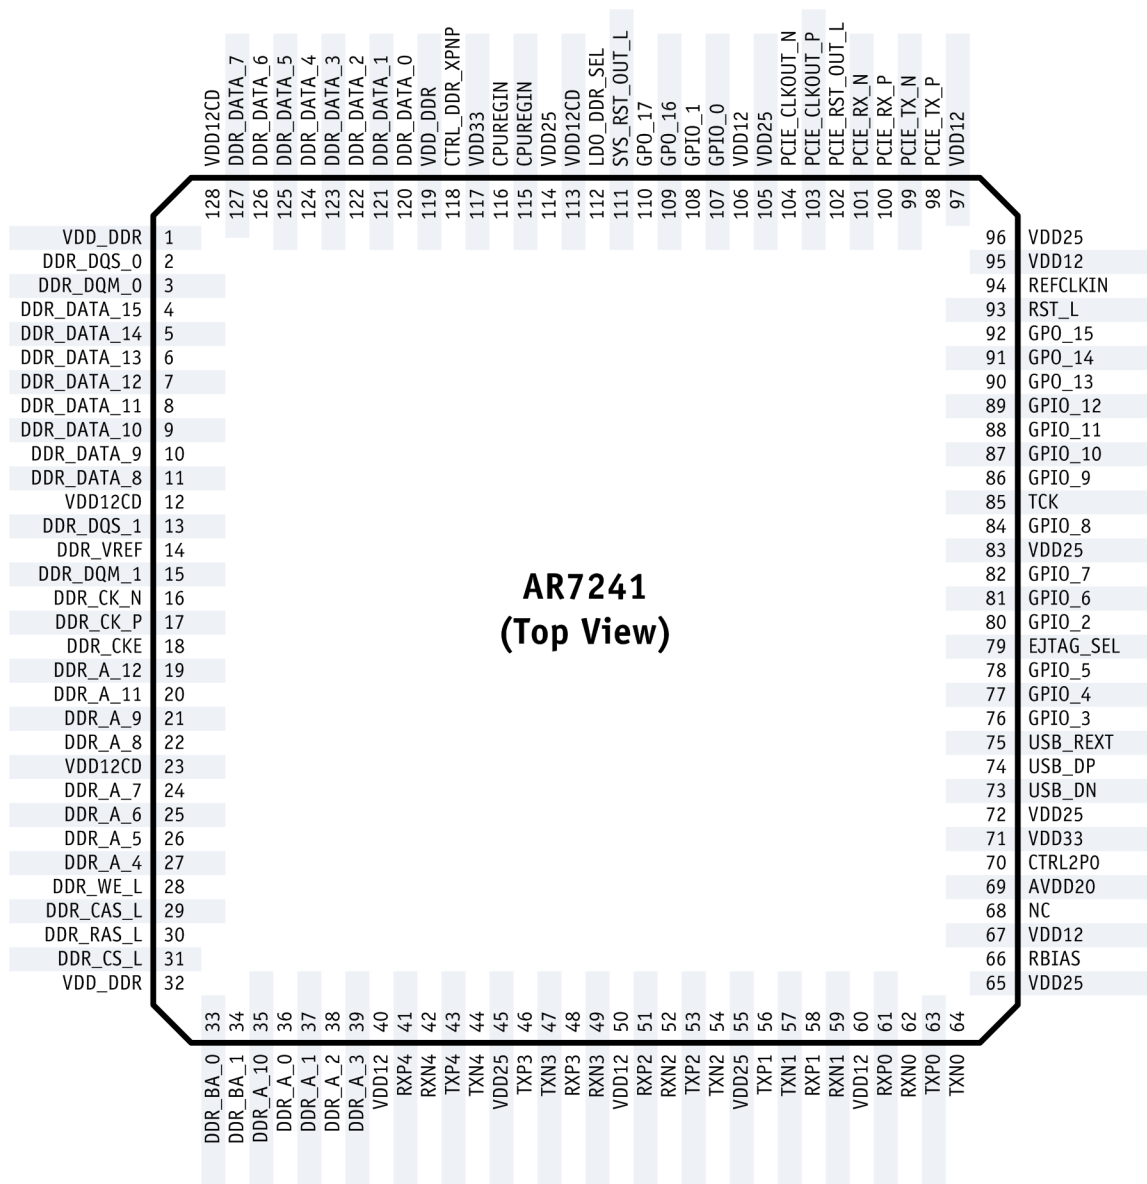 VDD12CD 128
DDR_DATA_7 127
DDR_DATA_6 126
DDR_DATA_5 125
DDR_DATA_4 124
DDR_DATA_3 123
DDR_DATA_2 122
DDR_DATA_1 121
DDR_DATA_0 120
VDD_DDR 119
CTRL_DDR_XPNP 118
VDD33 117
CPUREGIN 116
CPUREGIN 115
VDD25 114
VDD12CD 113
LDO_DDR_SEL 112
SYS_RST_OUT_L 111
GPO_17 110
GPO_16 109
GPIO_1 108
GPIO_0 107
VDD12 106
VDD25 105
PCIE_CLKOUT_N 104
PCIE_CLKOUT_P 103
PCIE_RST_OUT_L 102
PCIE_RX_N 101
PCIE_RX_P 100
PCIE_TX_N 99
PCIE_TX_P 98
VDD12 97
VDD_DDR 1
DDR_DQS_0 2
DDR_DQM_0 3
DDR_DATA_15 4
DDR_DATA_14 5
DDR_DATA_13 6
DDR_DATA_12 7
DDR_DATA_11 8
DDR_DATA_10 9
DDR_DATA_9 10
DDR_DATA_8 11
VDD12CD 12
DDR_DQS_1 13
DDR_VREF 14
DDR_DQM_1 15
DDR_CK_N 16
DDR_CK_P 17
DDR_CKE 18
DDR_A_12 19
DDR_A_11 20
DDR_A_9 21
DDR_A_8 22
VDD12CD 23
DDR_A_7 24
DDR_A_6 25
DDR_A_5 26
DDR_A_4 27
DDR_WE_L 28
DDR_CAS_L 29
DDR_RAS_L 30
DDR_CS_L 31
VDD_DDR 32
AR7241
(Top View)
96 VDD25
95 VDD12
94 REFCLKIN
93 RST_L
92 GPO_15
91 GPO_14
90 GPO_13
89 GPIO_12
88 GPIO_11
87 GPIO_10
86 GPIO_9
85 TCK
84 GPIO_8
83 VDD25
82 GPIO_7
81 GPIO_6
80 GPIO_2
79 EJTAG_SEL
78 GPIO_5
77 GPIO_4
76 GPIO_3
75 USB_REXT
74 USB_DP
73 USB_DN
72 VDD25
71 VDD33
70 CTRL2P0
69 AVDD20
68 NC
67 VDD12
66 RBIAS
65 VDD25
DDR_BA_0 33
DDR_BA_1 34
DDR_A_10 35
DDR_A_0 36
DDR_A_1 37
DDR_A_2 38
DDR_A_3 39
VDD12 40
RXP4 41
RXN4 42
TXP4 43
TXN4 44
VDD25 45
TXP3 46
TXN3 47
RXP3 48
RXN3 49
VDD12 50
RXP2 51
RXN2 52
TXP2 53
TXN2 54
VDD25 55
TXP1 56
TXN1 57
RXP1 58
RXN1 59
VDD12 60
RXP0 61
RXN0 62
TXP0 63
TXN0 64